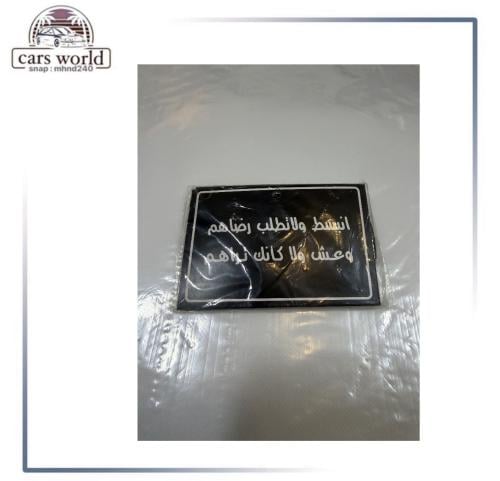 cars world
snap : mhnd240
انبسط ولاتطلب رضاهم
وعش ولا كانك تراهم